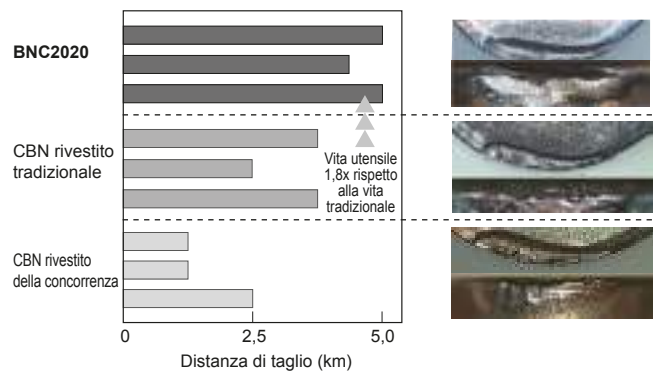 BNC2020
CBN rivestito
tradizionale
Vita utensile
1,8x rispetto
alla vita
tradizionale
CBN rivestito
della concorrenza
0
2,5
5,0
Distanza di taglio (km)